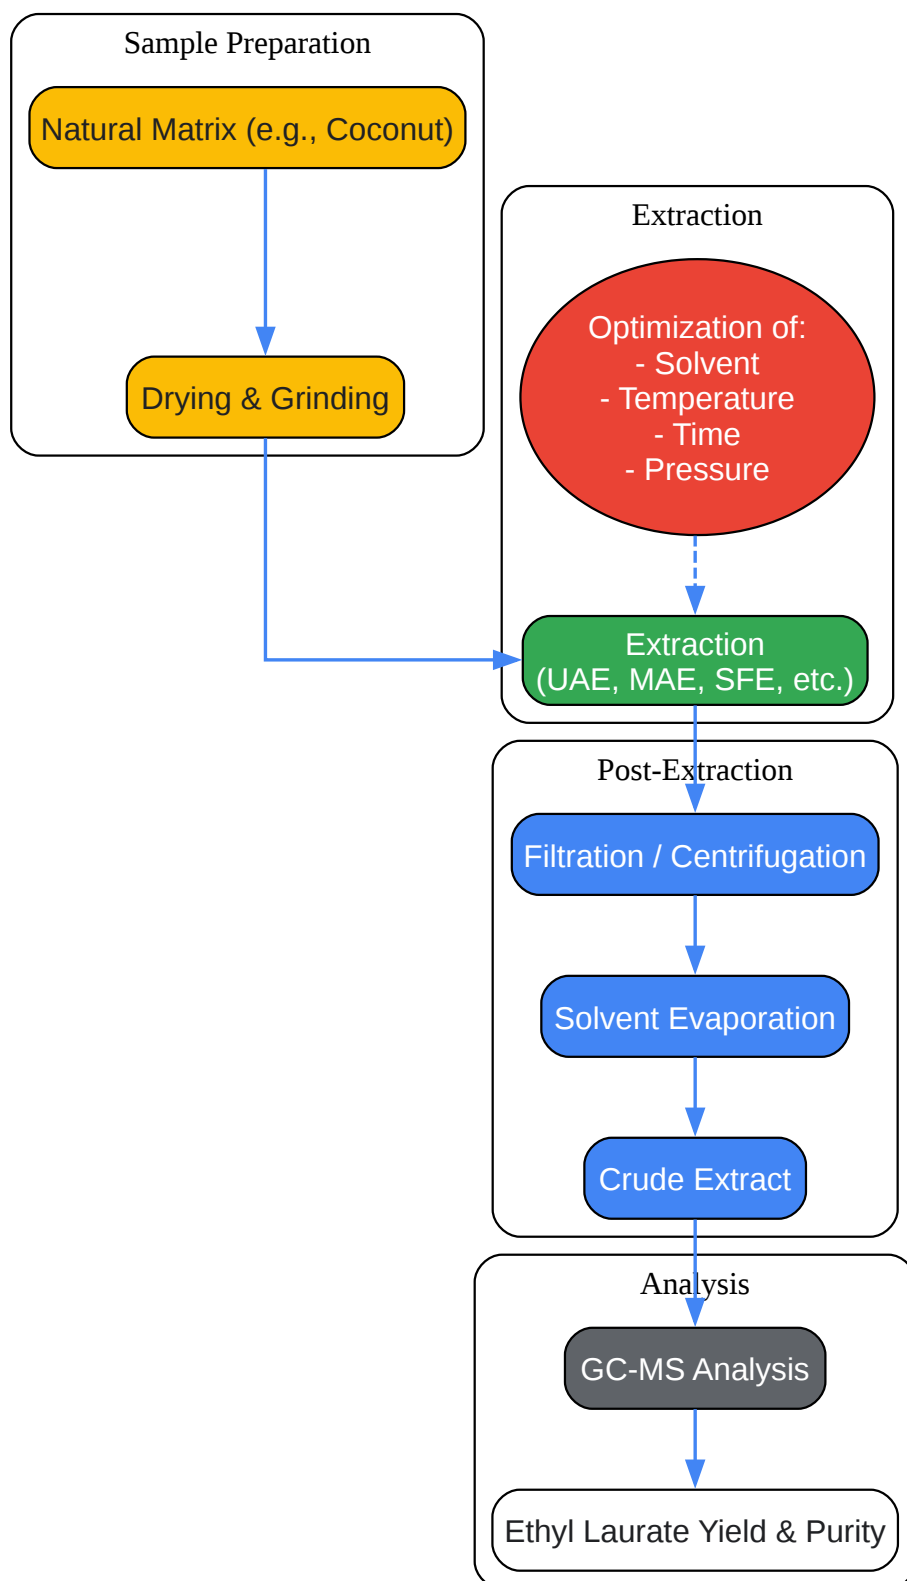 Sample Preparation
Natural Matrix (e.g., Coconut)
Drying & Grinding
Extraction
Optimization of:
- Solvent
- Temperature
- Time
- Pressure
Extraction
(UAE, MAE, SFE, etc.)
Post-Extraction
Filtration / Centrifugation
Solvent Evaporation
Crude Extract
Analysis
GC-MS Analysis
Ethyl Laurate Yield & Purity